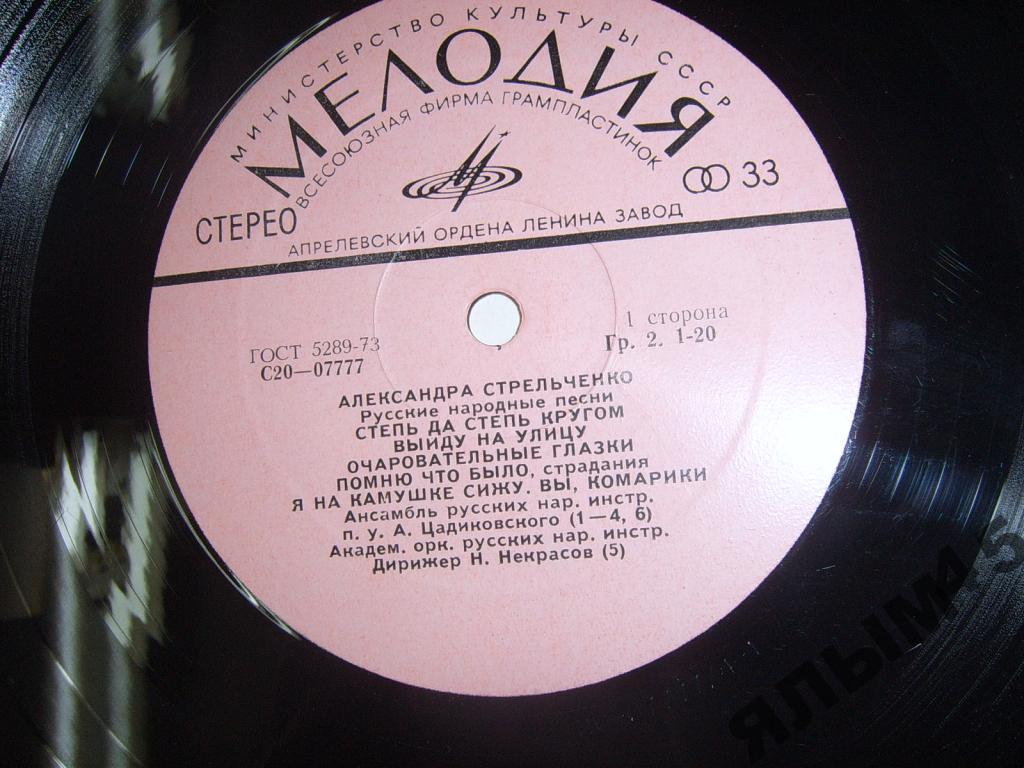 МИНИСТЕРСТВО КУЛЬТУРЫ СССР
МЕЛОДИЯ
ВСЕСОЮЗНАЯ ФИРМА ГРАМПЛАСТИНОК
СТЕРЕО
33
АПРЕЛЕВСКИЙ ОРДЕНА ЛЕНИНА ЗАВОД
ГОСТ 5289-73
С20—07777
1 сторона
Гр. 2. 1-20
АЛЕКСАНДРА СТРЕЛЬЧЕНКО
Русские народные песни
СТЕПЬ ДА СТЕПЬ КРУГОМ
ВЫЙДУ НА УЛИЦУ
ОЧАРОВАТЕЛЬНЫЕ ГЛАЗКИ
ПОМНЮ ЧТО БЫЛО, страдания
Я НА КАМУШКЕ СИЖУ. ВЫ, КОМАРИКИ
Ансамбль русских нар. инстр.
п. у. А. Цадиковского (1—4, 6)
Академ. орк. русских нар. инстр.
Дирижер Н. Некрасов (5)